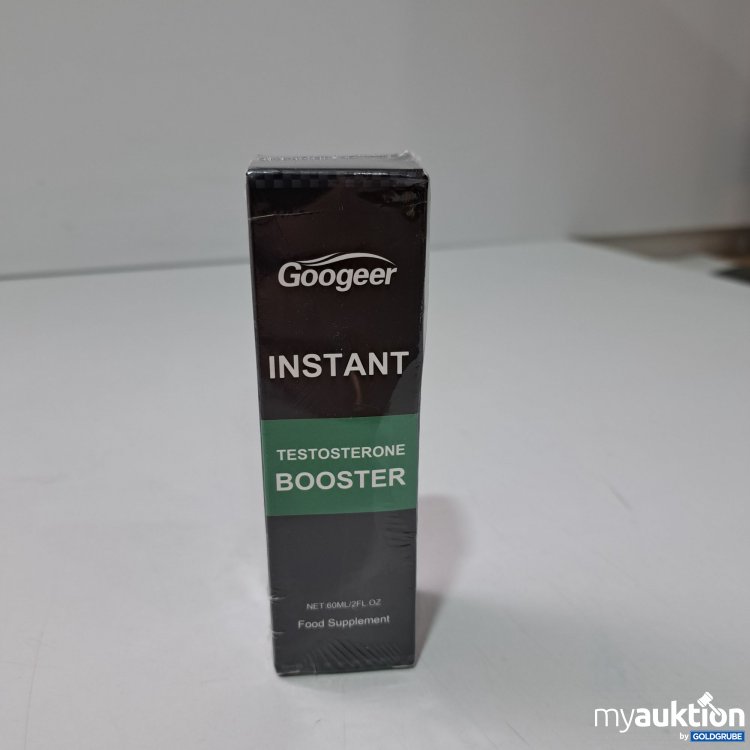 Googeer
INSTANT
TESTOSTERONE
BOOSTER
NET.60ML/2FL OZ
Food Supplement
myauktion
by GOLDGRUBE